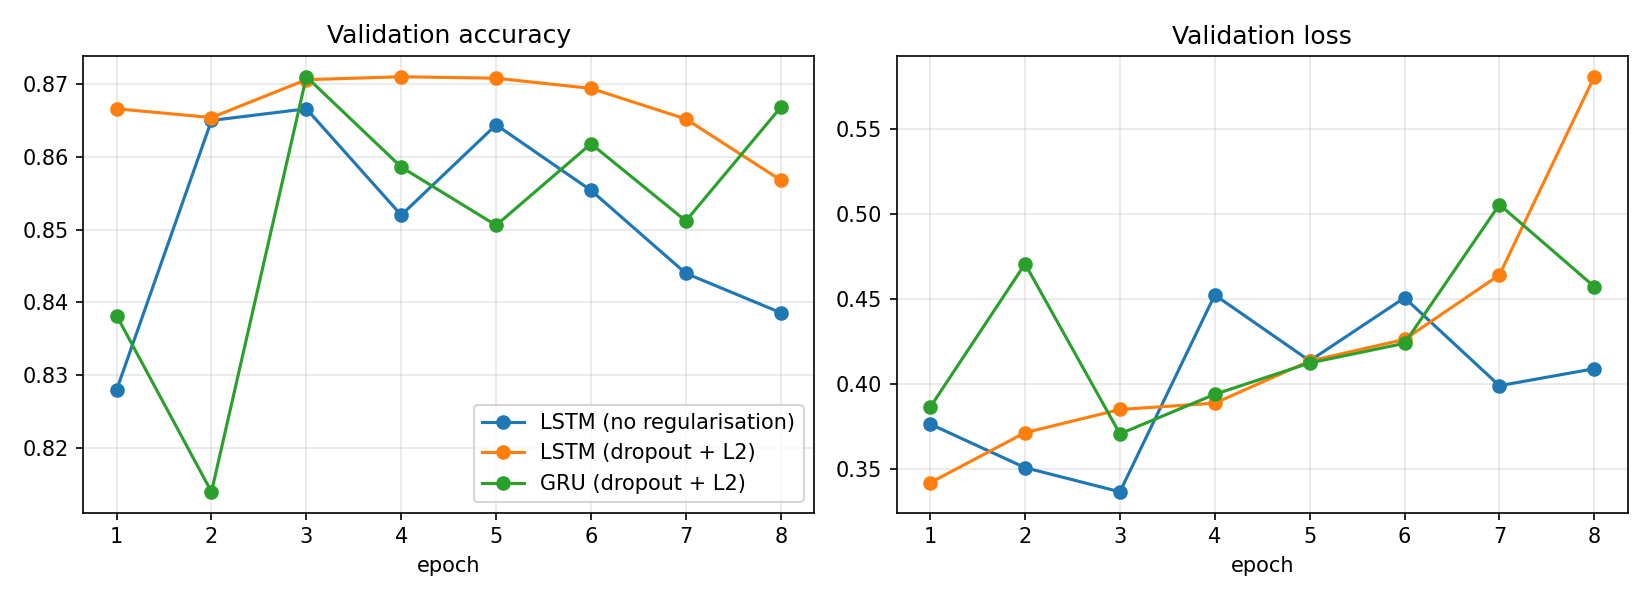 Validation accuracy
0.87
0.86
0.85
0.84
0.83
0.82
LSTM (no regularisation)
LSTM (dropout + L2)
GRU (dropout + L2)
1 2 3 4 5 6 7 8
epoch
Validation loss
0.55
0.50
0.45
0.40
0.35
1 2 3 4 5 6 7 8
epoch